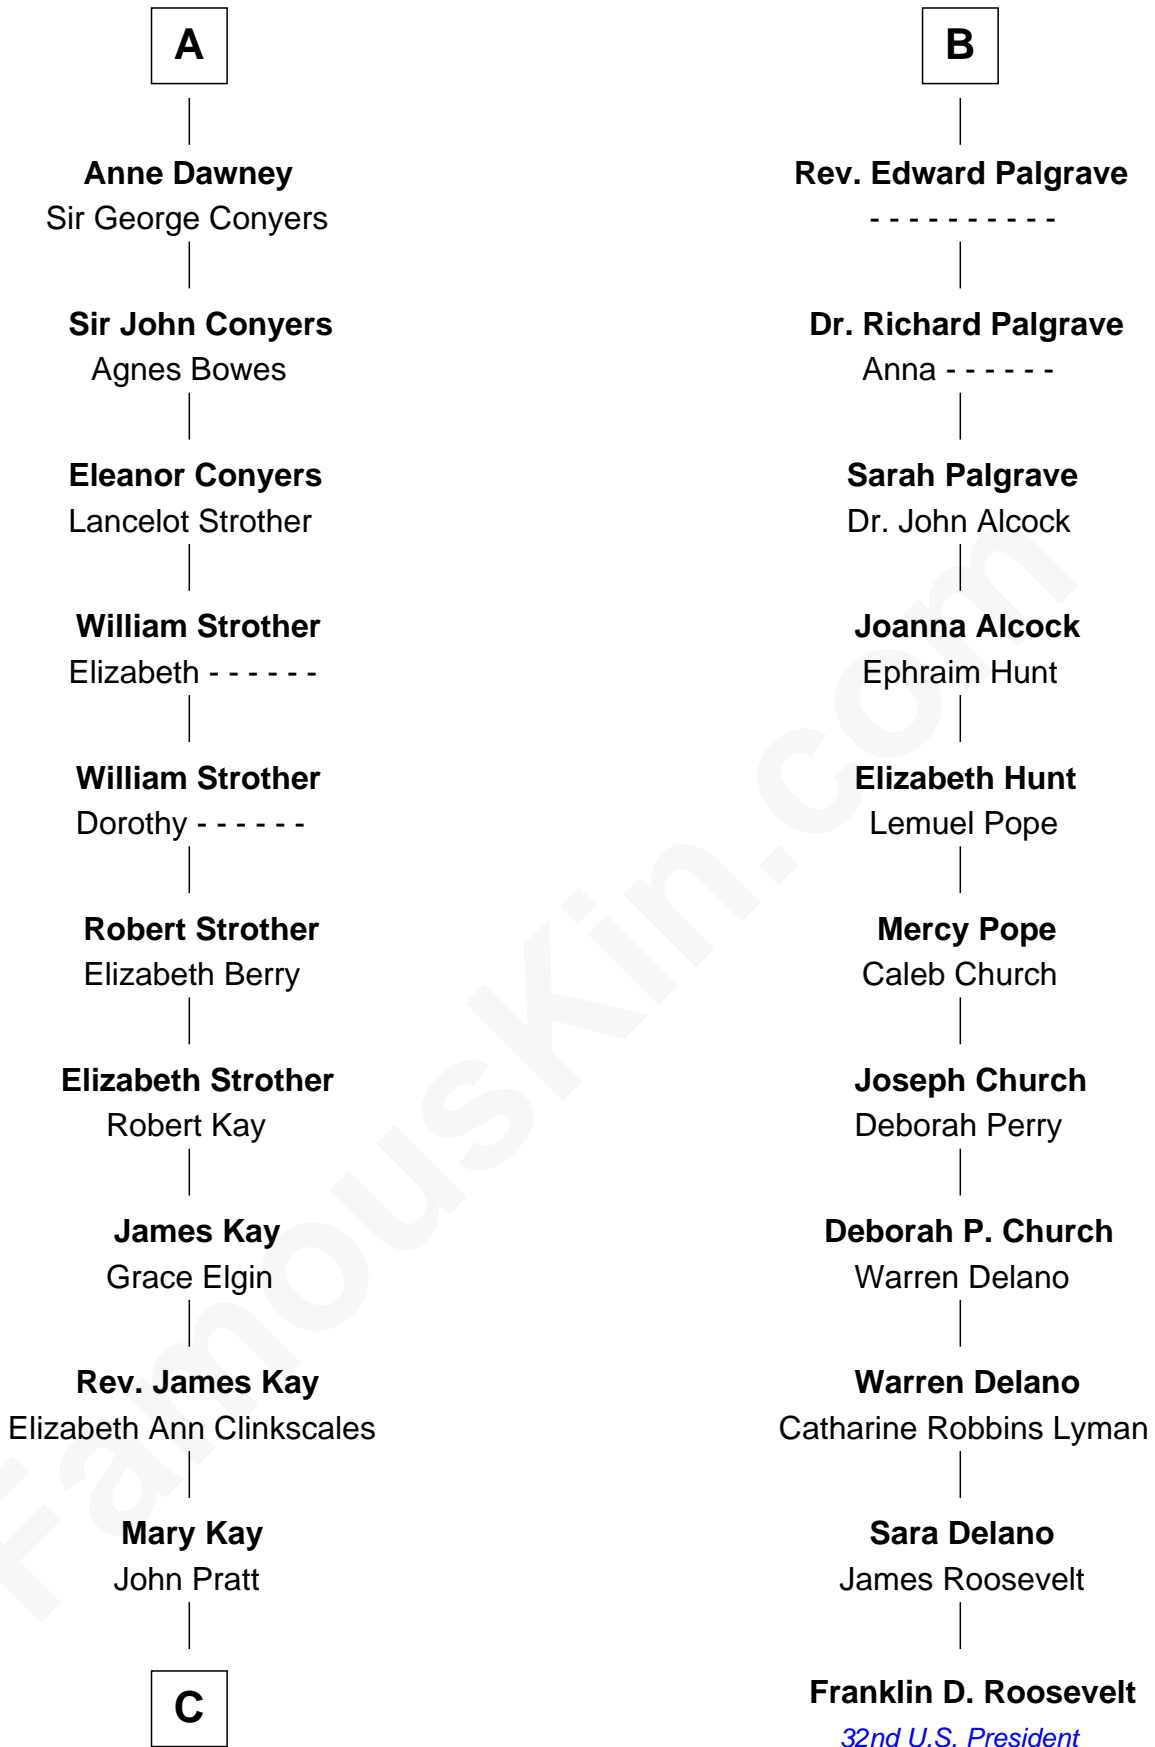 A
Anne Dawney
Sir George Conyers
Sir John Conyers
Agnes Bowes
Eleanor Conyers
Lancelot Strother
William Strother
Elizabeth - - - - - -
William Strother
Dorothy - - - - - -
Robert Strother
Elizabeth Berry
Elizabeth Strother
Robert Kay
James Kay
Grace Elgin
Rev. James Kay
Elizabeth Ann Clinkscales
Mary Kay
John Pratt
C
B
Rev. Edward Palgrave
- - - - - - - - - -
Dr. Richard Palgrave
Anna - - - - - -
Sarah Palgrave
Dr. John Alcock
Joanna Alcock
Ephraim Hunt
Elizabeth Hunt
Lemuel Pope
Mercy Pope
Caleb Church
Joseph Church
Deborah Perry
Deborah P. Church
Warren Delano
Warren Delano
Catharine Robbins Lyman
Sara Delano
James Roosevelt
Franklin D. Roosevelt
32nd U.S. President
FamousKin.com